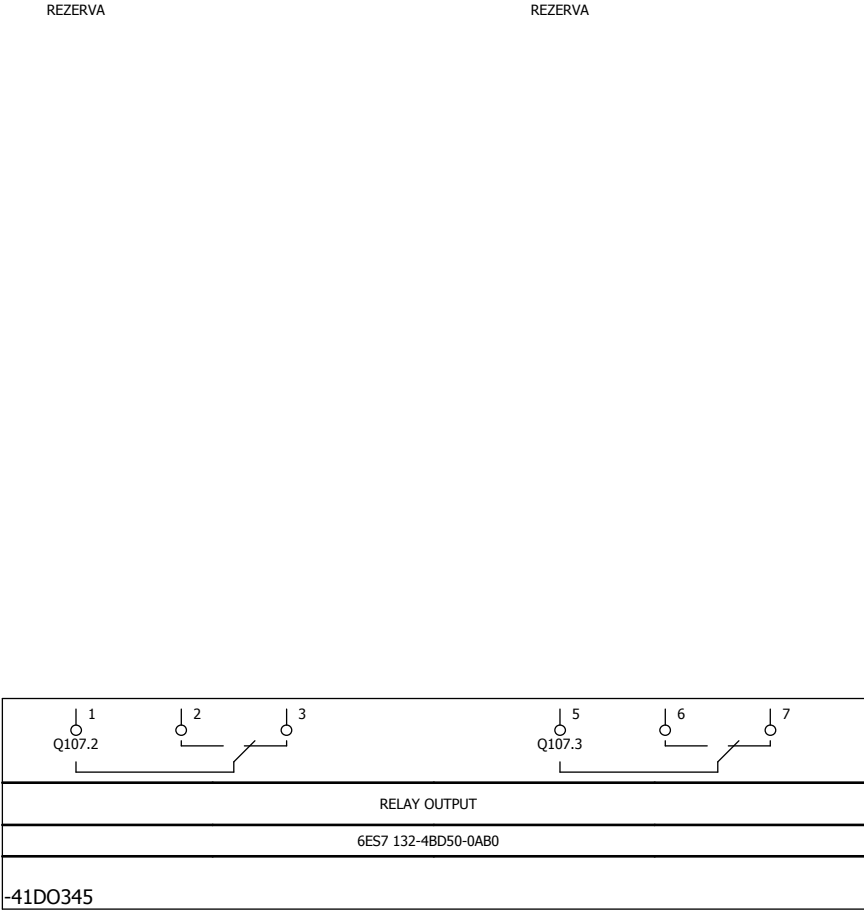 REZERVA REZERVA
1 2 3 5 6 7
Q107.2 Q107.3
RELAY OUTPUT
6ES7 132-4BD50-0AB0
-41DO345